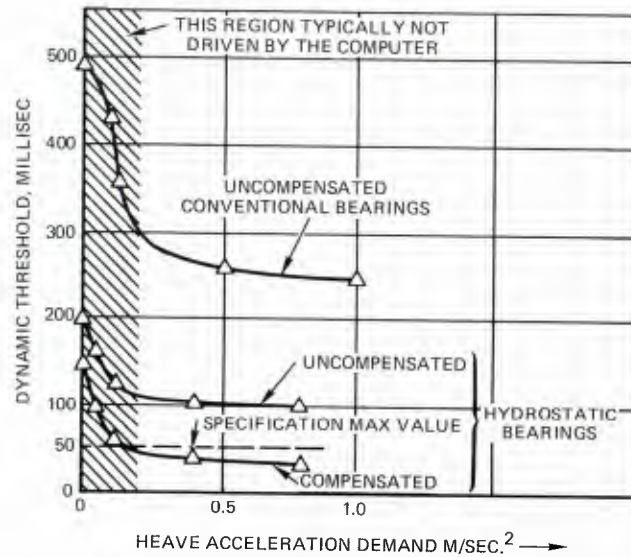 THIS REGION TYPICALLY NOT
DRIVEN BY THE COMPUTER
500
400
300
200
100
50
0
DYNAMIC THRESHOLD, MILLISEC
UNCOMPENSATED
CONVENTIONAL BEARINGS
UNCOMPENSATED
SPECIFICATION MAX VALUE
COMPENSATED
HYDROSTATIC
BEARINGS
0
0.5
1.0
HEAVE ACCELERATION DEMAND M/SEC.²